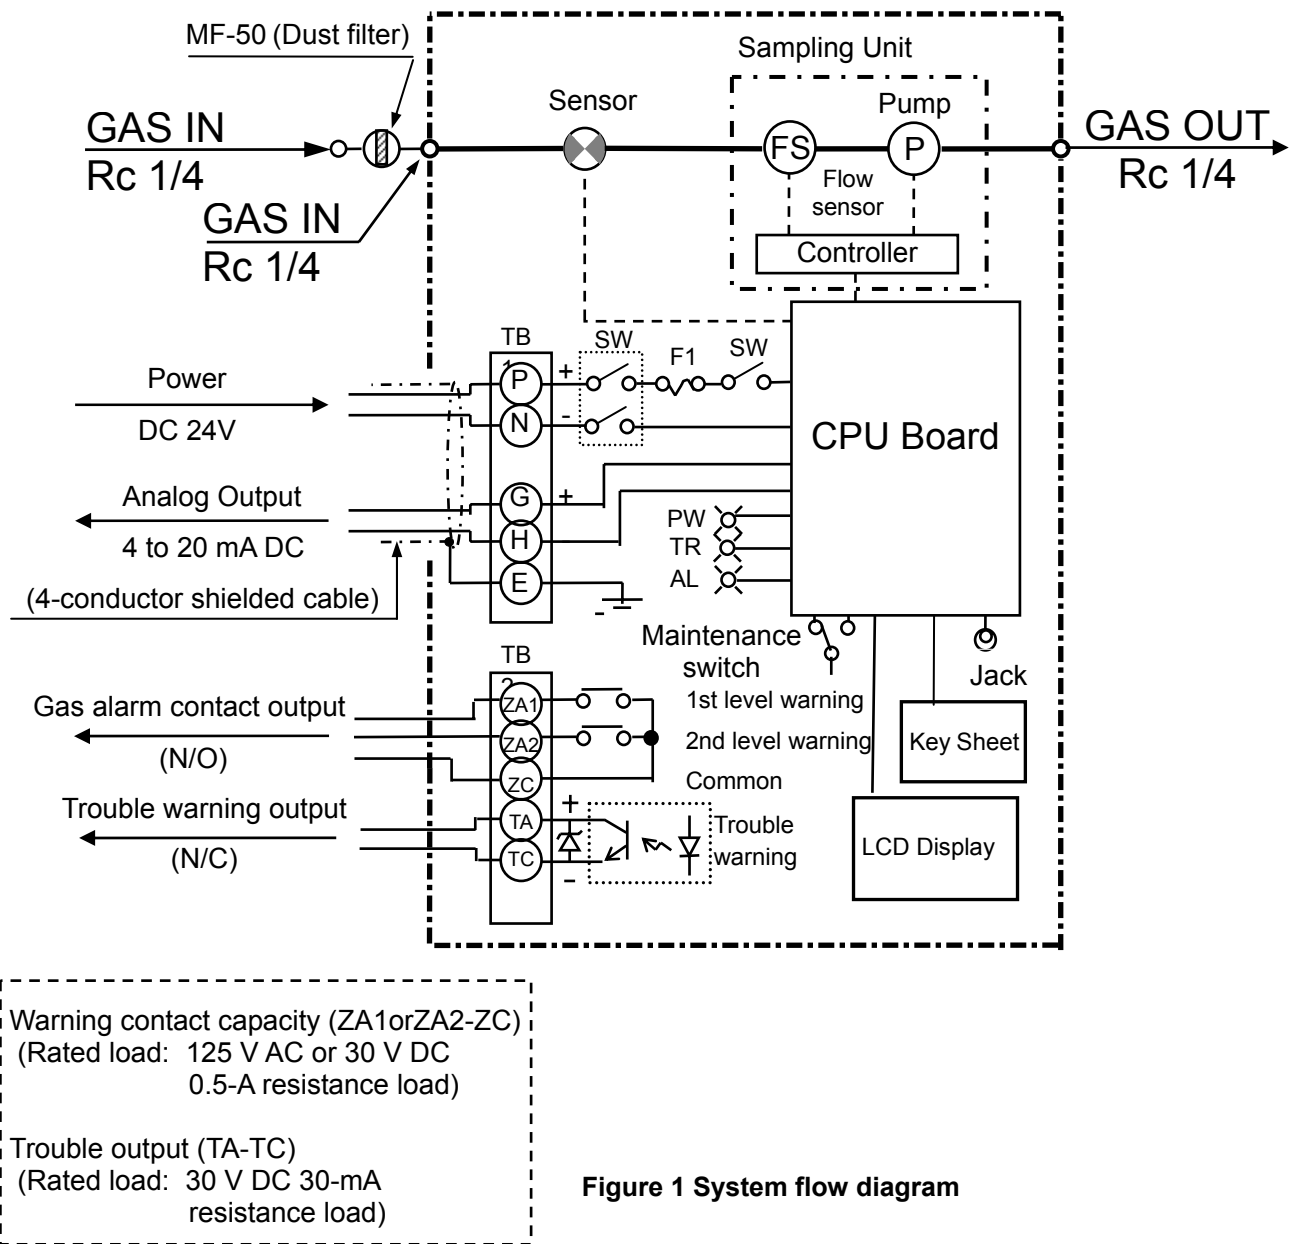 MF-50 (Dust filter)
Sampling Unit
Sensor
Pump
GAS IN
Rc 1/4
GAS IN
Rc 1/4
FS
P
Flow
sensor
Controller
GAS OUT
Rc 1/4
TB
1
SW
F1
SW
Power
DC 24V
P
+
N
-
CPU Board
Analog Output
4 to 20 mA DC
G
+
H
E
-
(4-conductor shielded cable)
PW
TR
AL
Maintenance
switch
Jack
TB
2
Gas alarm contact output
(N/O)
ZA1
1st level warning
ZA2
2nd level warning
ZC
Common
Key Sheet
Trouble warning output
(N/C)
TA
+
TC
-
Trouble
warning
LCD Display
Warning contact capacity (ZA1orZA2-ZC)
(Rated load: 125 V AC or 30 V DC
0.5-A resistance load)
Trouble output (TA-TC)
(Rated load: 30 V DC 30-mA
resistance load)
Figure 1 System flow diagram